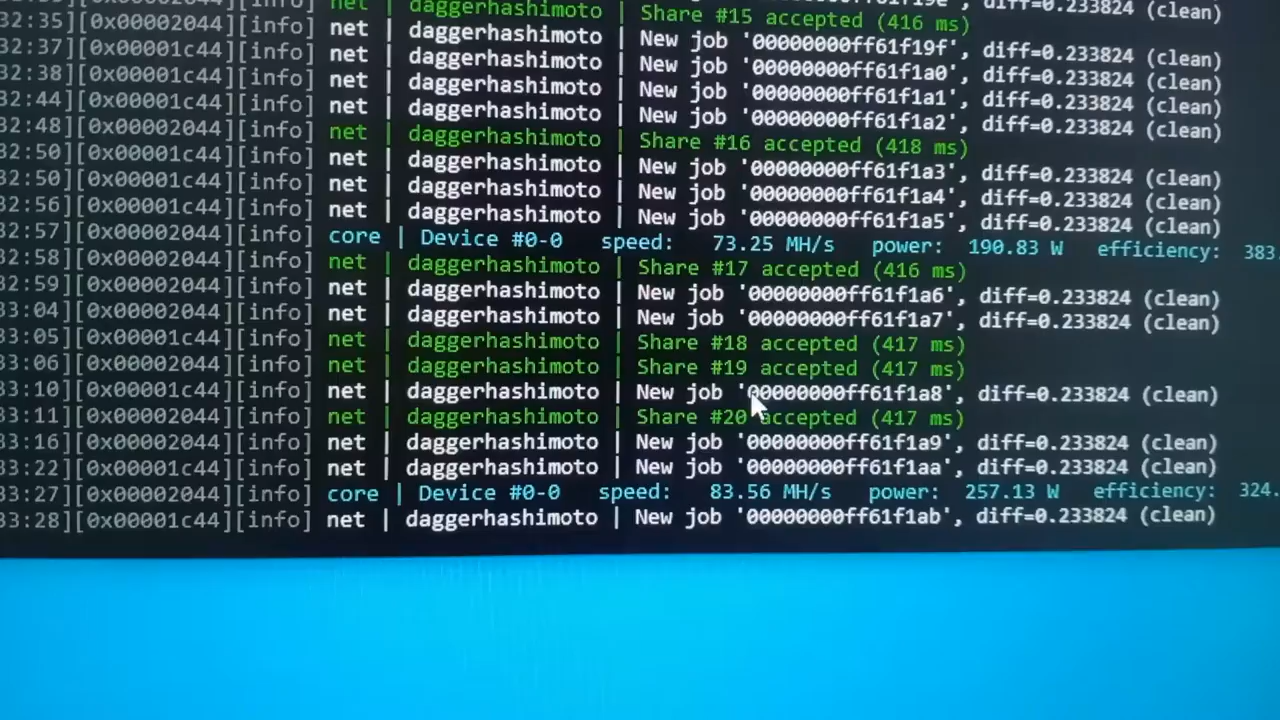 net | daggerhashimoto | Share #15 accepted (416 ms) diff=0.233824 (clean)
32:35][0x00002044][info] net | daggerhashimoto | New job '00000000ff61f19f', diff=0.233824 (clean)
32:37][0x00001c44][info] net | daggerhashimoto | New job '00000000ff61f1a0', diff=0.233824 (clean)
32:38][0x00001c44][info] net | daggerhashimoto | New job '00000000ff61f1a1', diff=0.233824 (clean)
32:44][0x00001c44][info] net | daggerhashimoto | New job '00000000ff61f1a2', diff=0.233824 (clean)
32:48][0x00002044][info] net | daggerhashimoto | Share #16 accepted (418 ms)
32:50][0x00001c44][info] net | daggerhashimoto | New job '00000000ff61f1a3', diff=0.233824 (clean)
32:50][0x00001c44][info] net | daggerhashimoto | New job '00000000ff61f1a4', diff=0.233824 (clean)
32:56][0x00001c44][info] net | daggerhashimoto | New job '00000000ff61f1a5', diff=0.233824 (clean)
32:57][0x00001c44][info] core | Device #0-0 speed: 73.25 MH/s power: 190.83 W efficiency: 383.
32:58][0x00002044][info] net | daggerhashimoto | Share #17 accepted (416 ms)
32:59][0x00001c44][info] net | daggerhashimoto | New job '00000000ff61f1a6', diff=0.233824 (clean)
33:04][0x00002044][info] net | daggerhashimoto | New job '00000000ff61f1a7', diff=0.233824 (clean)
33:05][0x00001c44][info] net | daggerhashimoto | Share #18 accepted (417 ms)
33:06][0x00001c44][info] net | daggerhashimoto | Share #19 accepted (417 ms)
33:10][0x00001c44][info] net | daggerhashimoto | New job '00000000ff61f1a8', diff=0.233824 (clean)
33:11][0x00002044][info] net | daggerhashimoto | Share #20 accepted (417 ms)
33:16][0x00002044][info] net | daggerhashimoto | New job '00000000ff61f1a9', diff=0.233824 (clean)
33:22][0x00001c44][info] net | daggerhashimoto | New job '00000000ff61f1aa', diff=0.233824 (clean)
33:27][0x00001c44][info] core | Device #0-0 speed: 83.56 MH/s power: 257.13 W efficiency: 324.
33:28][0x00001c44][info] net | daggerhashimoto | New job '00000000ff61f1ab', diff=0.233824 (clean)